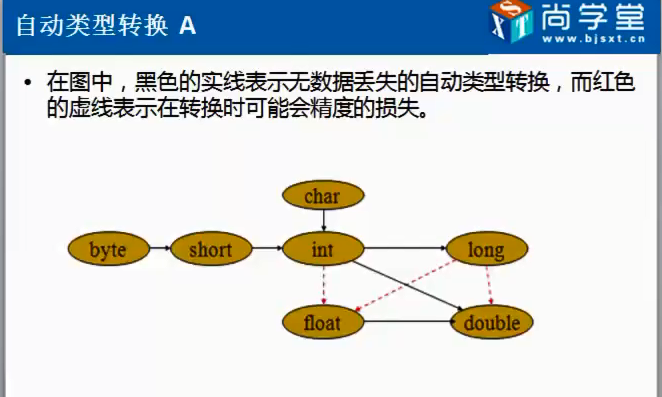 自动类型转换 A
尚学堂
www.bjsxt.cn
• 在图中，黑色的实线表示无数据丢失的自动类型转换，而红色
的虚线表示在转换时可能会精度的损失。
char
byte
short
int
long
float
double